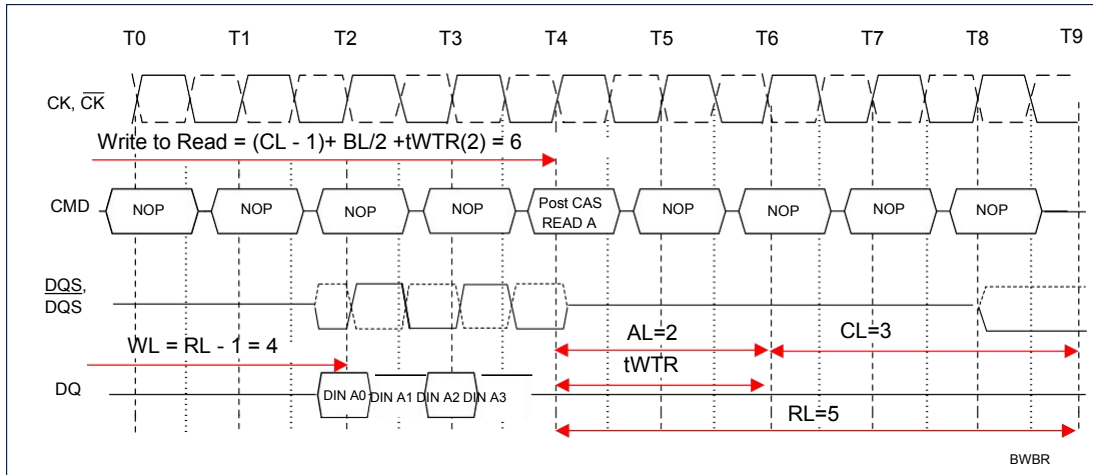 T0 T1 T2 T3 T4 T5 T6 T7 T8 T9
CK, C̅K̅
Write to Read = (CL - 1)+ BL/2 +tWTR(2) = 6
CMD NOP NOP NOP NOP Post CAS READ A NOP NOP NOP NOP
DQS,
D̅Q̅S̅
AL=2 CL=3
WL = RL - 1 = 4
tWTR
DQ DIN A0 DIN A1 DIN A2 DIN A3
RL=5
BWBR